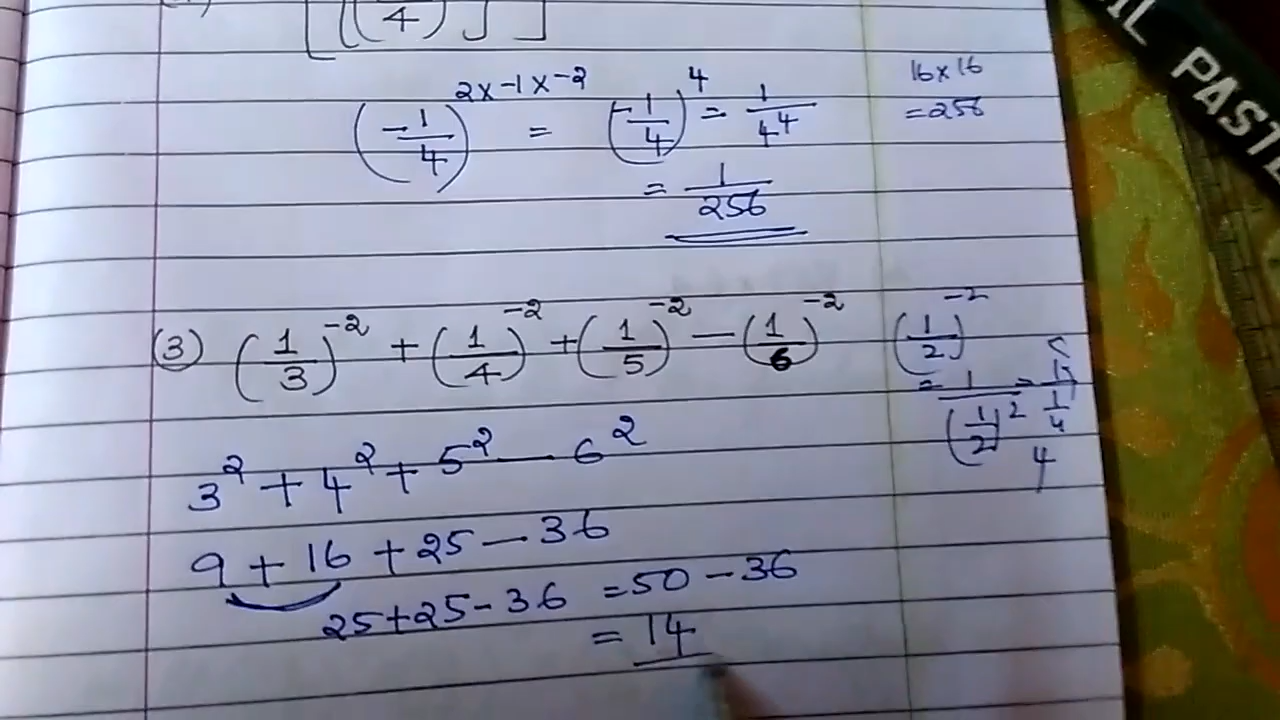 4
(-1/4)^2×-1×-2 = (-1/4)^4 = 1/4^4
= 1/256
16×16
=256
(3) (1/3)^-2 + (1/4)^-2 + (1/5)^-2 — (1/6)^-2
3^2 + 4^2 + 5^2 — 6^2
9 + 16 + 25 — 36
25+25-36 = 50 - 36
= 14
(1/2)^-2
= 1/(1/2)^2 = 1/(1/4)
4
PASTE